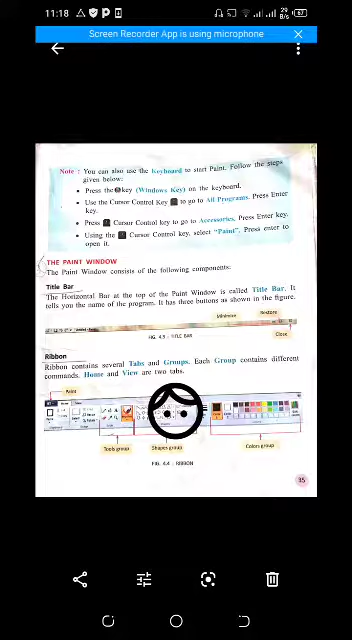 11:18
29 B/s
67
Screen Recorder App is using microphone
Note : You can also use the Keyboard to start Paint. Follow the steps
given below:
• Press the key (Windows Key) on the keyboard.
• Use the Cursor Control Key to go to All Programs. Press Enter
key.
• Press Cursor Control key to go to Accessories. Press Enter key.
• Using the Cursor Control key, select "Paint". Press enter to
open it.
THE PAINT WINDOW
The Paint Window consists of the following components:
Title Bar
The Horizontal Bar at the top of the Paint Window is called Title Bar. It
tells you the name of the program. It has three buttons as shown in the figure.
Minimise Restore
FIG. 4.3 : TITLE BAR
Close
Ribbon
Ribbon contains several Tabs and Groups. Each Group contains different
commands. Home and View are two tabs.
Paint
Tools group Shapes group Colors group
FIG. 4.4 : RIBBON
35